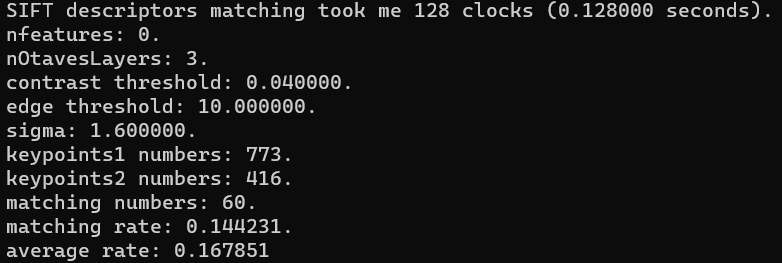 SIFT descriptors matching took me 128 clocks (0.128000 seconds).
nfeatures: 0.
nOtavesLayers: 3.
contrast threshold: 0.040000.
edge threshold: 10.000000.
sigma: 1.600000.
keypoints1 numbers: 773.
keypoints2 numbers: 416.
matching numbers: 60.
matching rate: 0.144231.
average rate: 0.167851